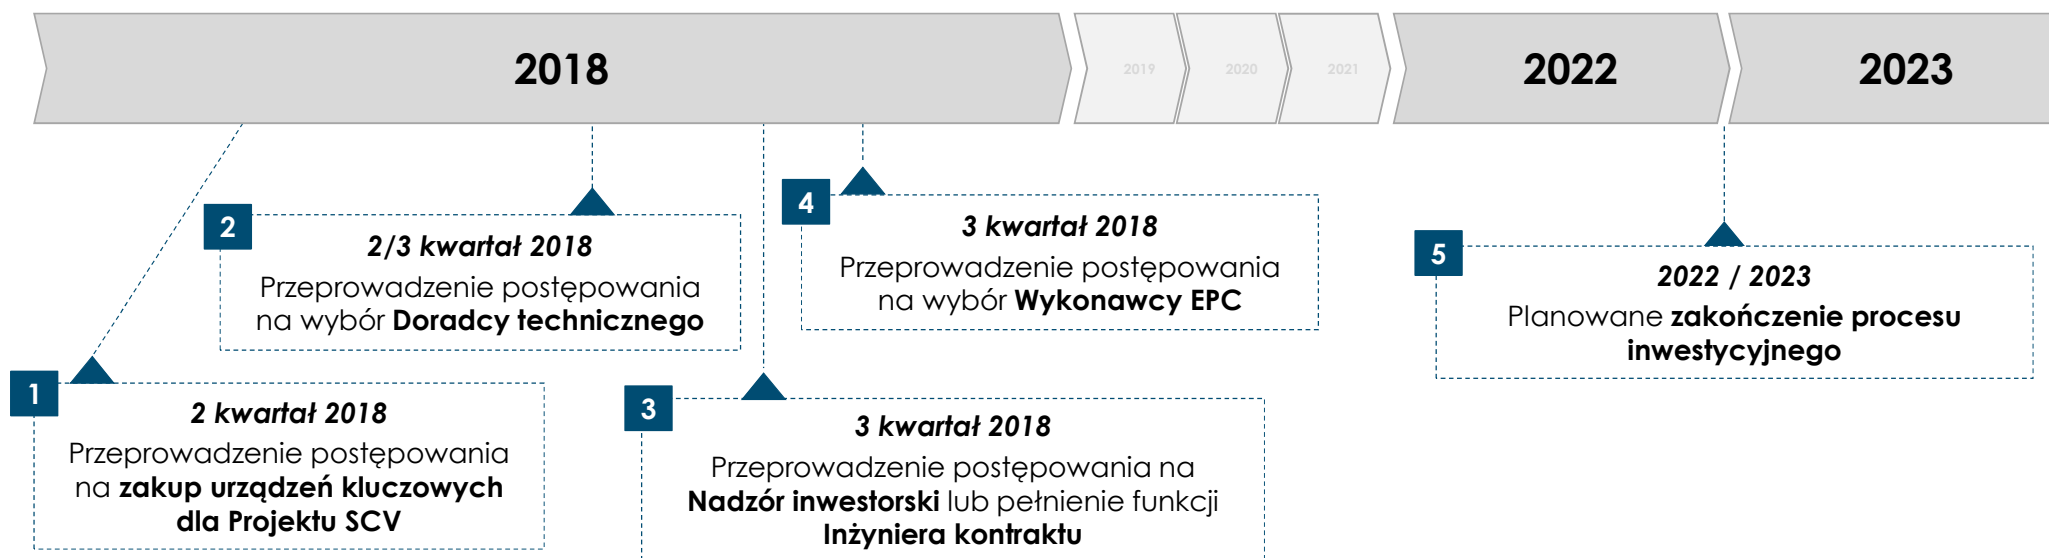 2018
2019
2020
2021
2022
2023
1
2 kwartał 2018
Przeprowadzenie postępowania
na zakup urządzeń kluczowych
dla Projektu SCV
2
2/3 kwartał 2018
Przeprowadzenie postępowania
na wybór Doradcy technicznego
3
3 kwartał 2018
Przeprowadzenie postępowania na
Nadzór inwestorski lub pełnienie funkcji
Inżyniera kontraktu
4
3 kwartał 2018
Przeprowadzenie postępowania
na wybór Wykonawcy EPC
5
2022 / 2023
Planowane zakończenie procesu
inwestycyjnego